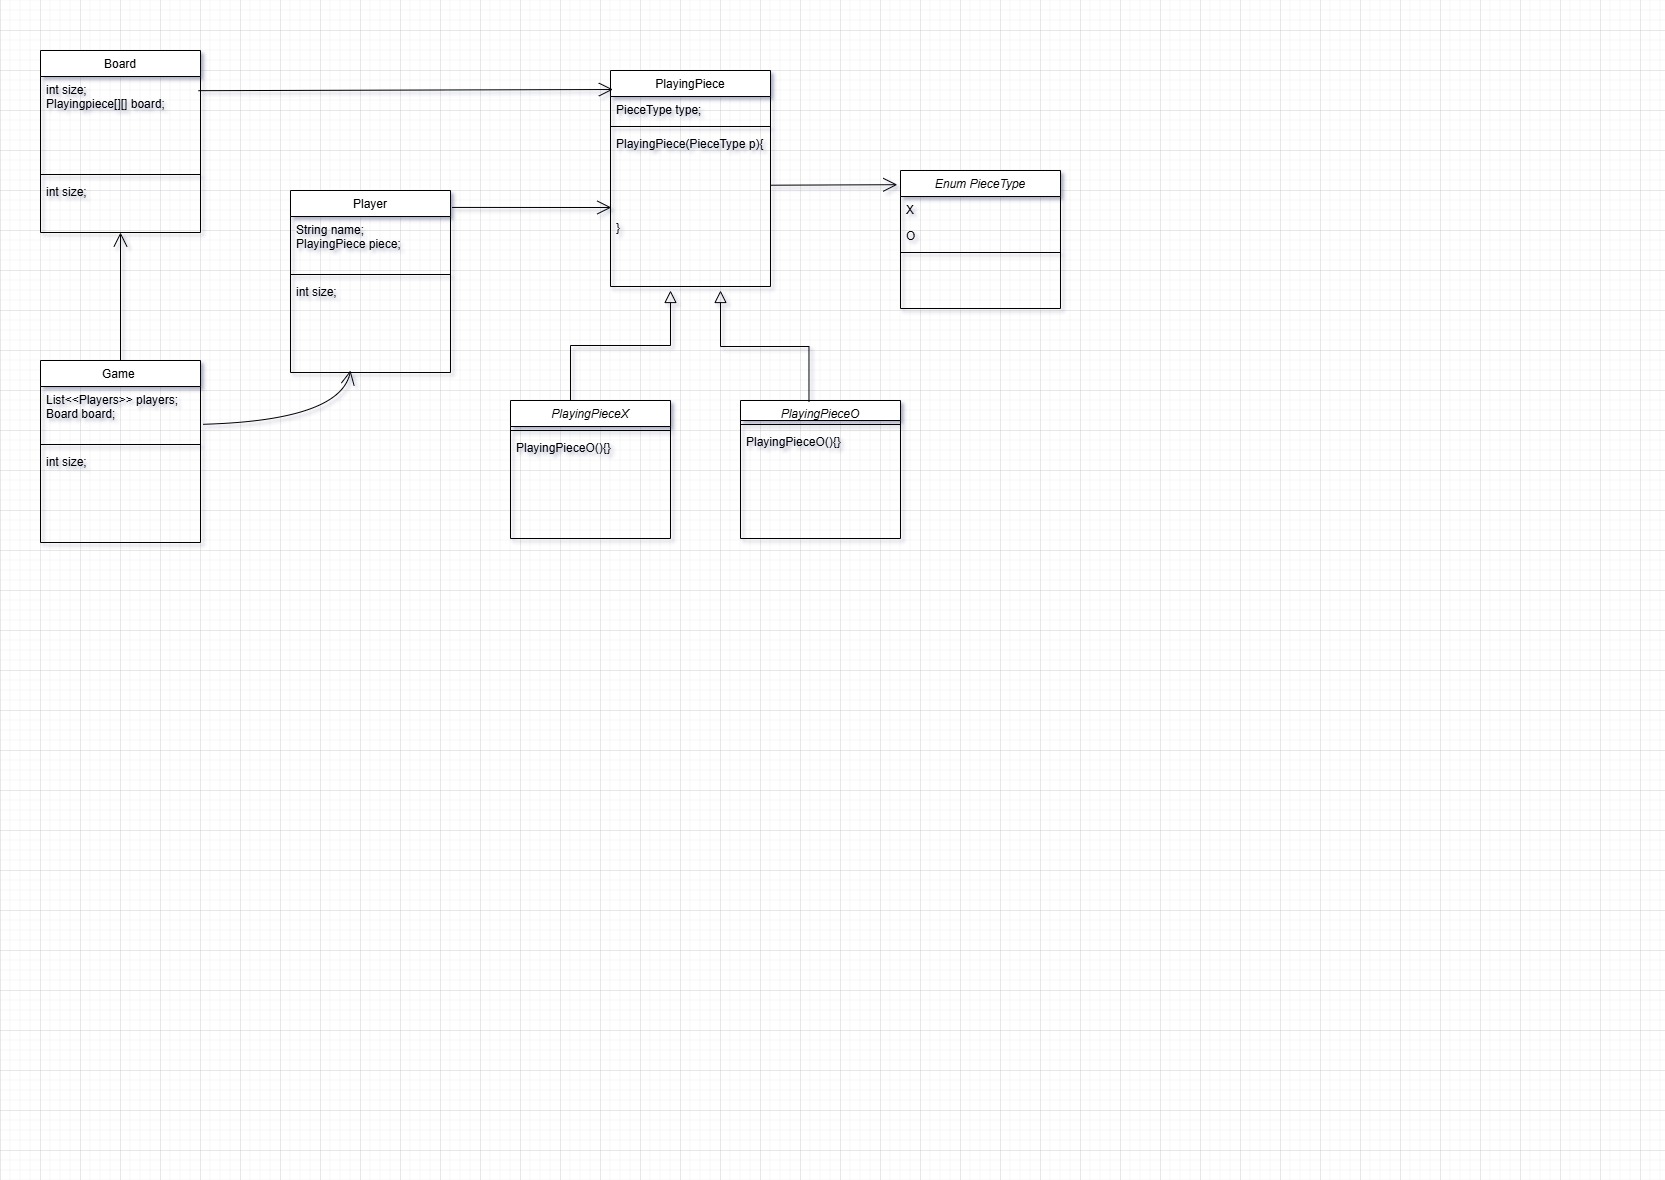 Board
int size;
Playingpiece[][] board;
int size;
PlayingPiece
PieceType type;
PlayingPiece(PieceType p){
}
Enum PieceType
X
O
Player
String name;
PlayingPiece piece;
int size;
Game
List<<Players>> players;
Board board;
int size;
PlayingPieceX
PlayingPieceO(){}
PlayingPieceO
PlayingPieceO(){}